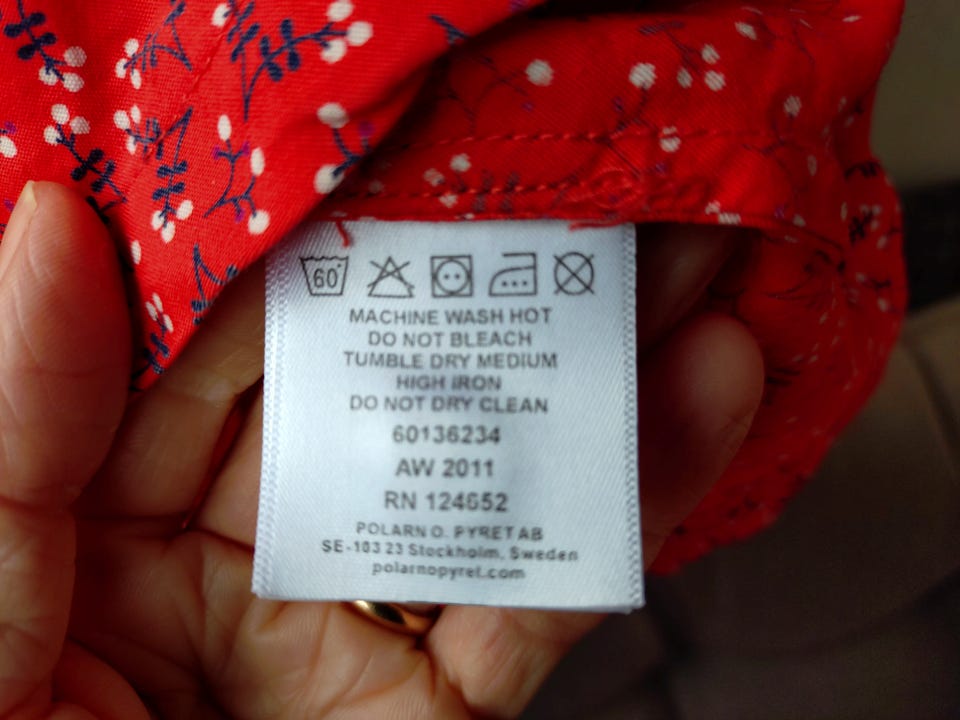 60
MACHINE WASH HOT
DO NOT BLEACH
TUMBLE DRY MEDIUM
HIGH IRON
DO NOT DRY CLEAN
60136234
AW 2011
RN 124652
POLARN O. PYRET AB
SE-103 23 Stockholm, Sweden
polarnopyret.com